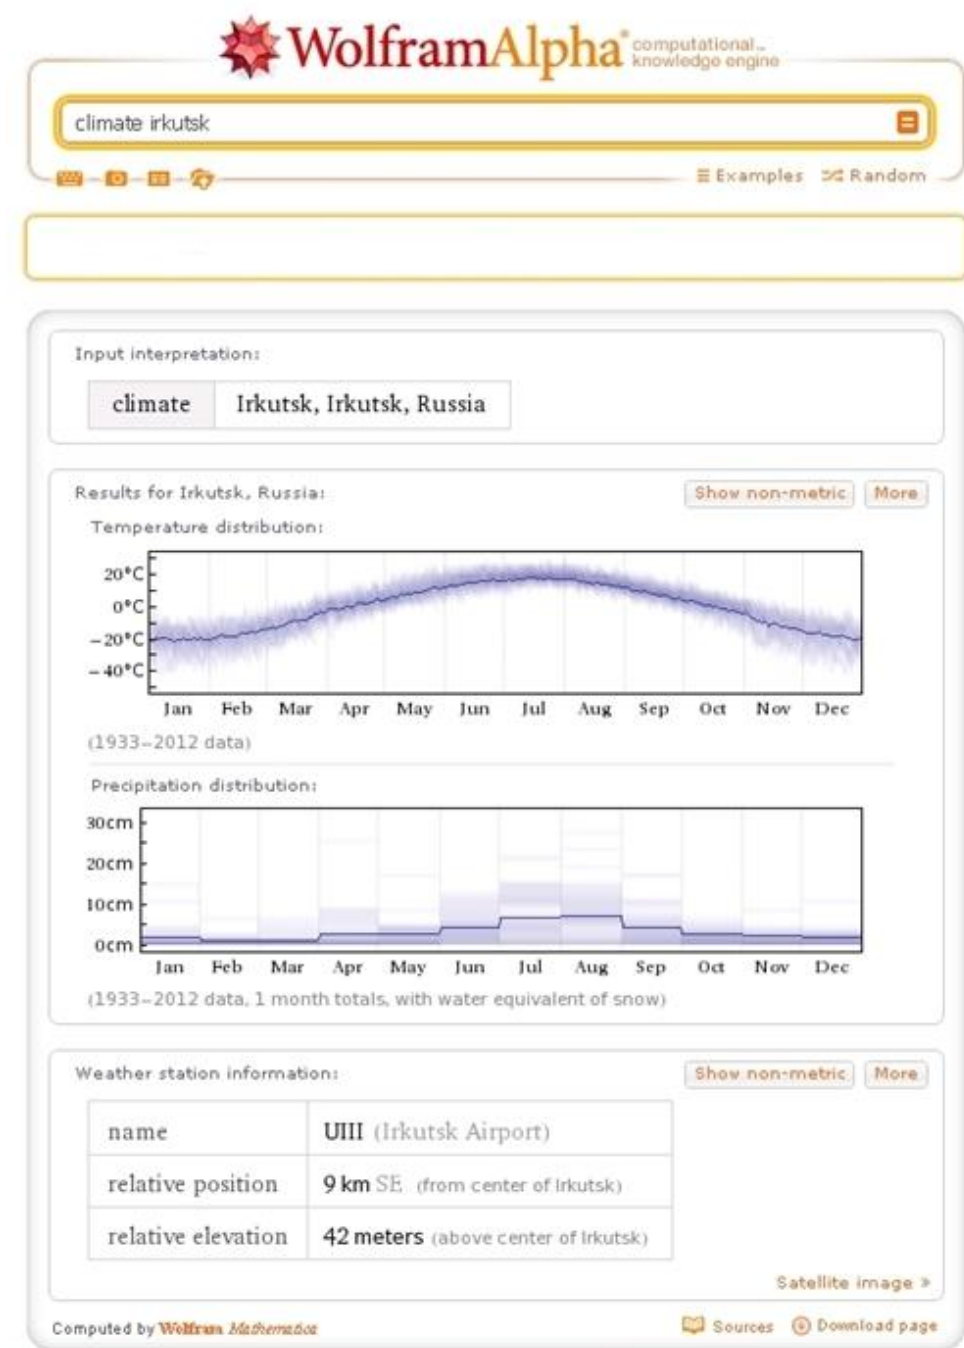 WolframAlpha® computational...
knowledge engine
climate irkutsk
Examples Random
Input interpretation:
climate Irkutsk, Irkutsk, Russia
Results for Irkutsk, Russia: Show non-metric More
Temperature distribution:
20°C
0°C
−20°C
−40°C
Jan Feb Mar Apr May Jun Jul Aug Sep Oct Nov Dec
(1933–2012 data)
Precipitation distribution:
30cm
20cm
10cm
0cm
Jan Feb Mar Apr May Jun Jul Aug Sep Oct Nov Dec
(1933–2012 data, 1 month totals, with water equivalent of snow)
Weather station information: Show non-metric More
name UIII (Irkutsk Airport)
relative position 9 km SE (from center of Irkutsk)
relative elevation 42 meters (above center of Irkutsk)
Satellite image »
Computed by Wolfram Mathematica Sources Download page